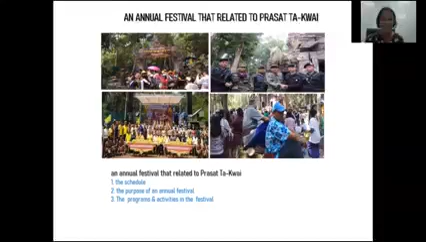 AN ANNUAL FESTIVAL THAT RELATED TO PRASAT TA-KWAI
an annual festival that related to Prasat Ta-Kwai
1. the schedule
2. the purpose of an annual festival
3. The programs & activities in the festival